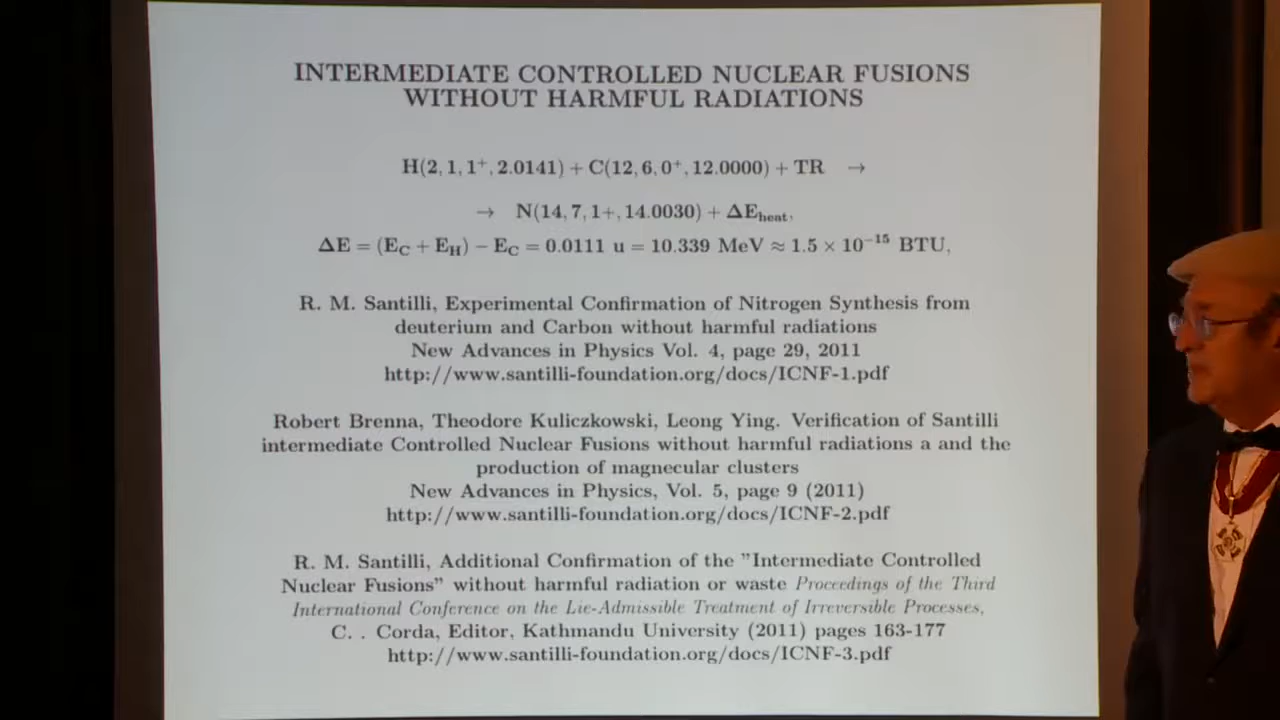 INTERMEDIATE CONTROLLED NUCLEAR FUSIONS
WITHOUT HARMFUL RADIATIONS
H(2, 1, 1⁺, 2.0141) + C(12, 6, 0⁺, 12.0000) + TR →
→ N(14, 7, 1+, 14.0030) + ΔE_heat,
ΔE = (E_C + E_H) − E_C = 0.0111 u = 10.339 MeV ≈ 1.5 × 10⁻¹⁵ BTU,
R. M. Santilli, Experimental Confirmation of Nitrogen Synthesis from
deuterium and Carbon without harmful radiations
New Advances in Physics Vol. 4, page 29, 2011
http://www.santilli-foundation.org/docs/ICNF-1.pdf
Robert Brenna, Theodore Kuliczkowski, Leong Ying. Verification of Santilli
intermediate Controlled Nuclear Fusions without harmful radiations a and the
production of magnecular clusters
New Advances in Physics, Vol. 5, page 9 (2011)
http://www.santilli-foundation.org/docs/ICNF-2.pdf
R. M. Santilli, Additional Confirmation of the "Intermediate Controlled
Nuclear Fusions" without harmful radiation or waste Proceedings of the Third
International Conference on the Lie-Admissible Treatment of Irreversible Processes,
C. . Corda, Editor, Kathmandu University (2011) pages 163-177
http://www.santilli-foundation.org/docs/ICNF-3.pdf